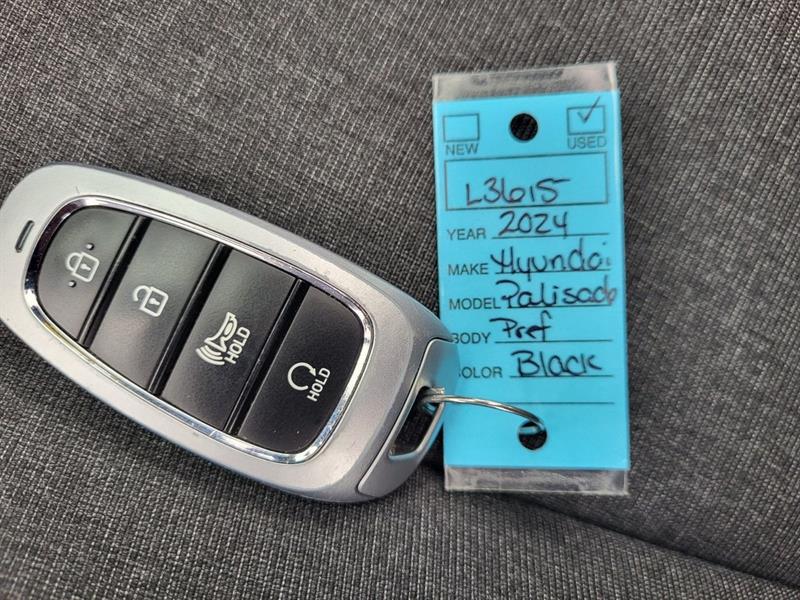 HOLD
HOLD
NEW USED
L3615
YEAR 2024
MAKE Hyundai
MODEL Palisade
BODY Pref
COLOR Black